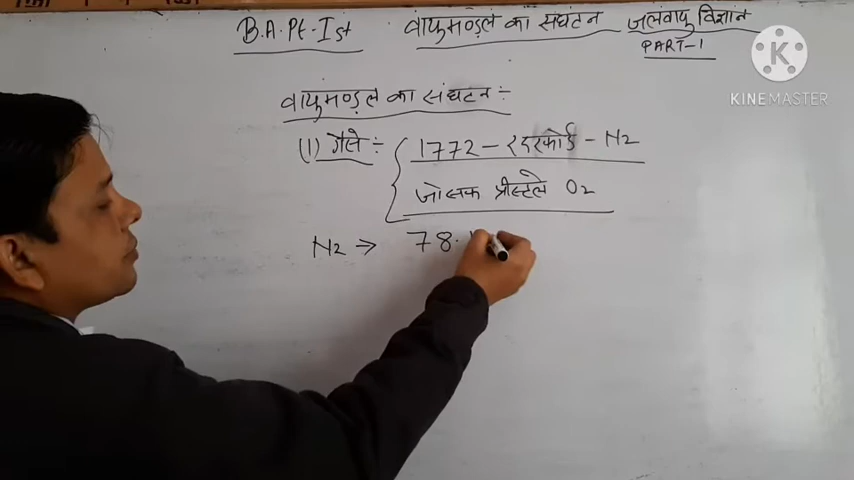 B.A. Pt-Ist
वायुमण्डल का संघटन
जलवायु विज्ञान
PART-1
KINEMASTER
वायुमण्डल का संघटन :-
(1) गैसे ÷ 1772 - रदरफोर्ड - N2
जोसफ प्रीस्टले O2
N2 → 78.